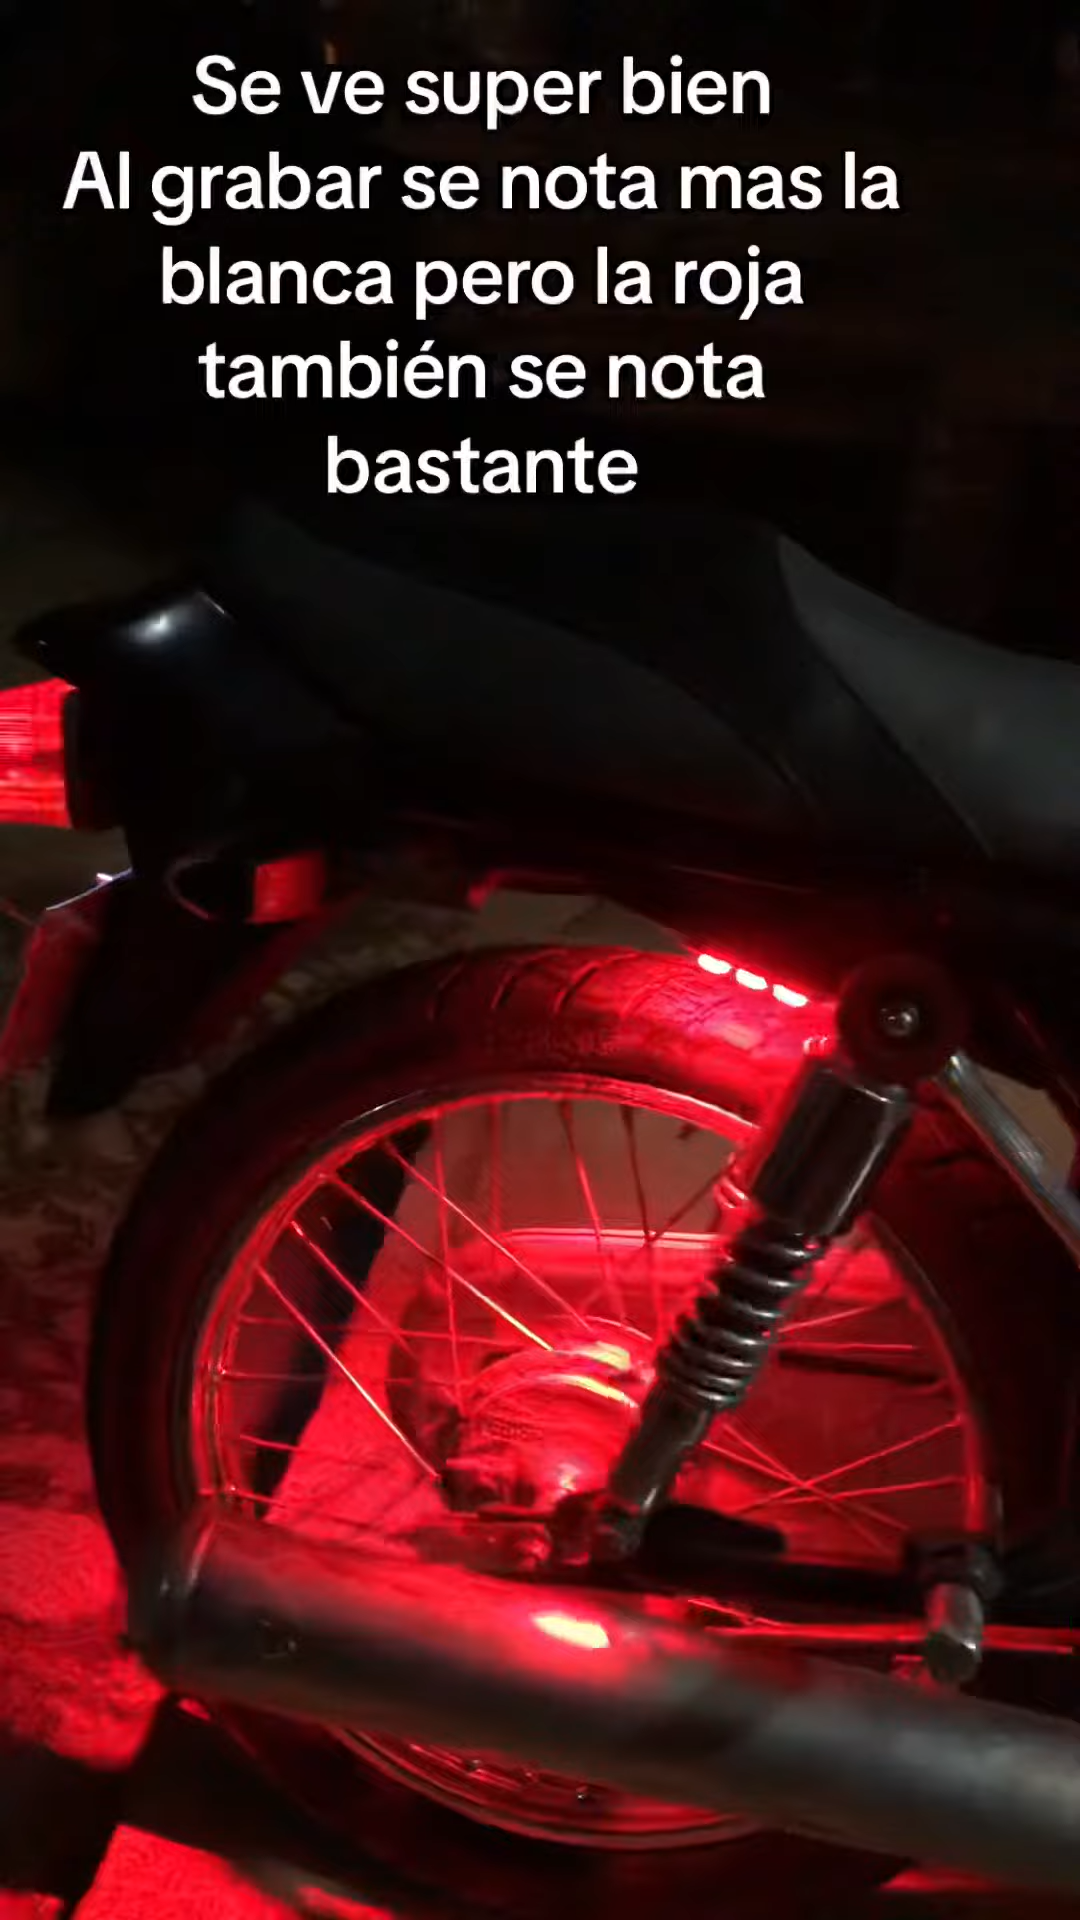 Se ve super bien
Al grabar se nota mas la
blanca pero la roja
también se nota
bastante